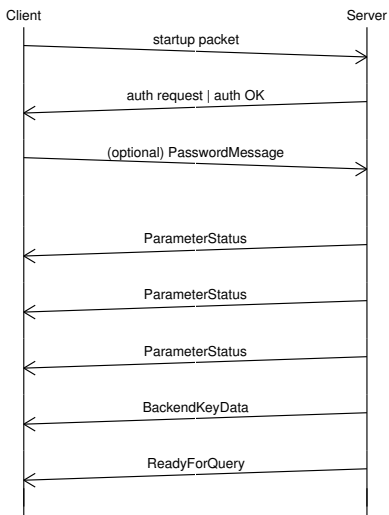 Client Server
startup packet
auth request | auth OK
(optional) PasswordMessage
ParameterStatus
ParameterStatus
ParameterStatus
BackendKeyData
ReadyForQuery